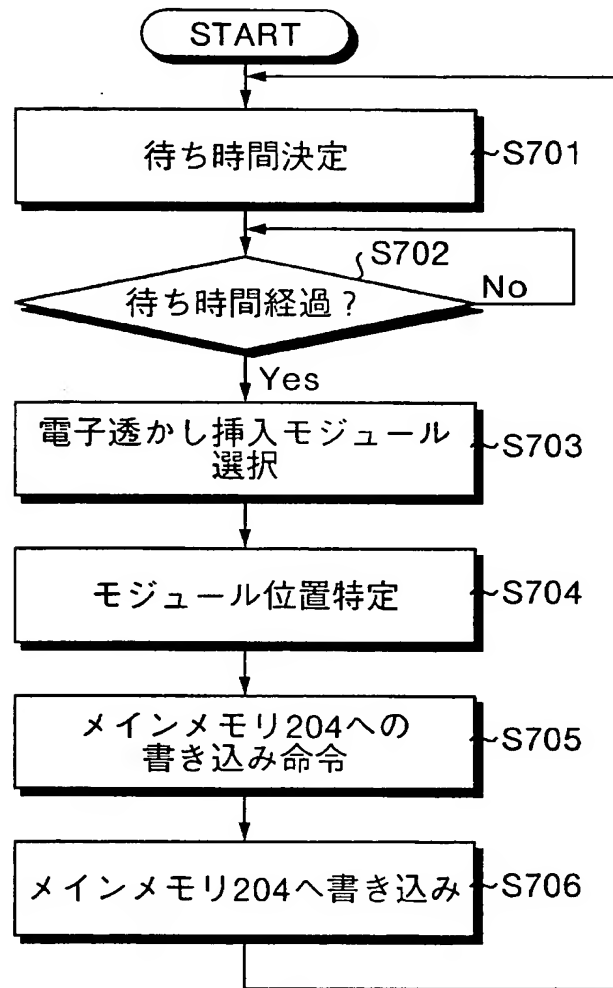 START
待ち時間決定
S701
S702
待ち時間経過?
No
Yes
電子透かし挿入モジュール
選択
S703
モジュール位置特定
S704
メインメモリ204への
書き込み命令
S705
メインメモリ204へ書き込み
S706